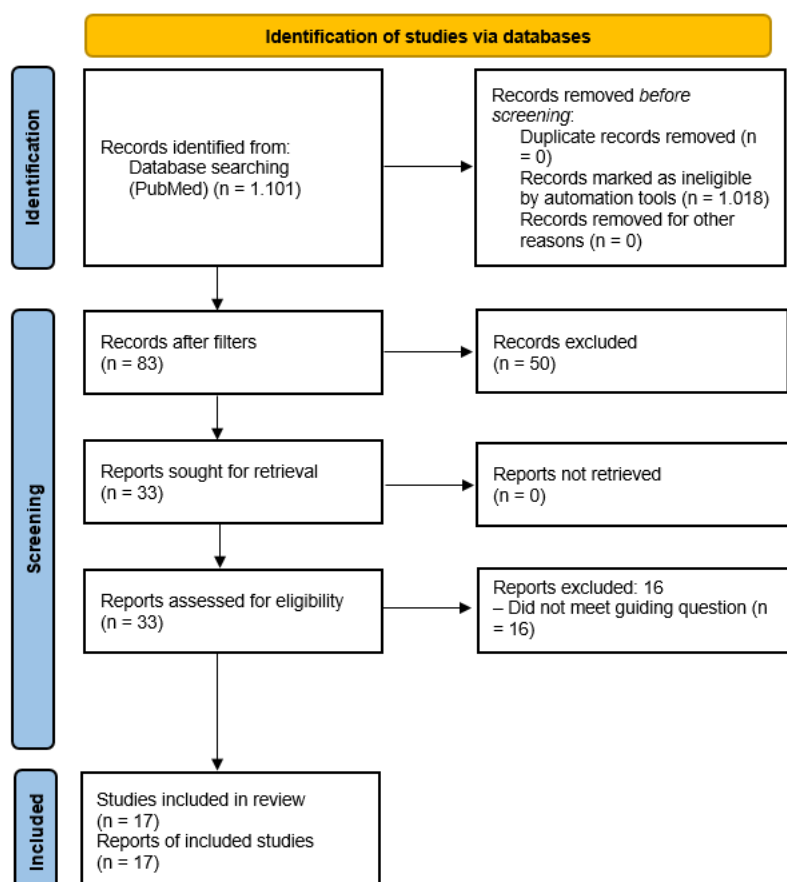 Identification of studies via databases
Identification
Records identified from:
Database searching
(PubMed) (n = 1.101)
Records removed before
screening:
Duplicate records removed (n
= 0)
Records marked as ineligible
by automation tools (n = 1.018)
Records removed for other
reasons (n = 0)
Screening
Records after filters
(n = 83)
Records excluded
(n = 50)
Reports sought for retrieval
(n = 33)
Reports not retrieved
(n = 0)
Reports assessed for eligibility
(n = 33)
Reports excluded: 16
– Did not meet guiding question (n
= 16)
Included
Studies included in review
(n = 17)
Reports of included studies
(n = 17)